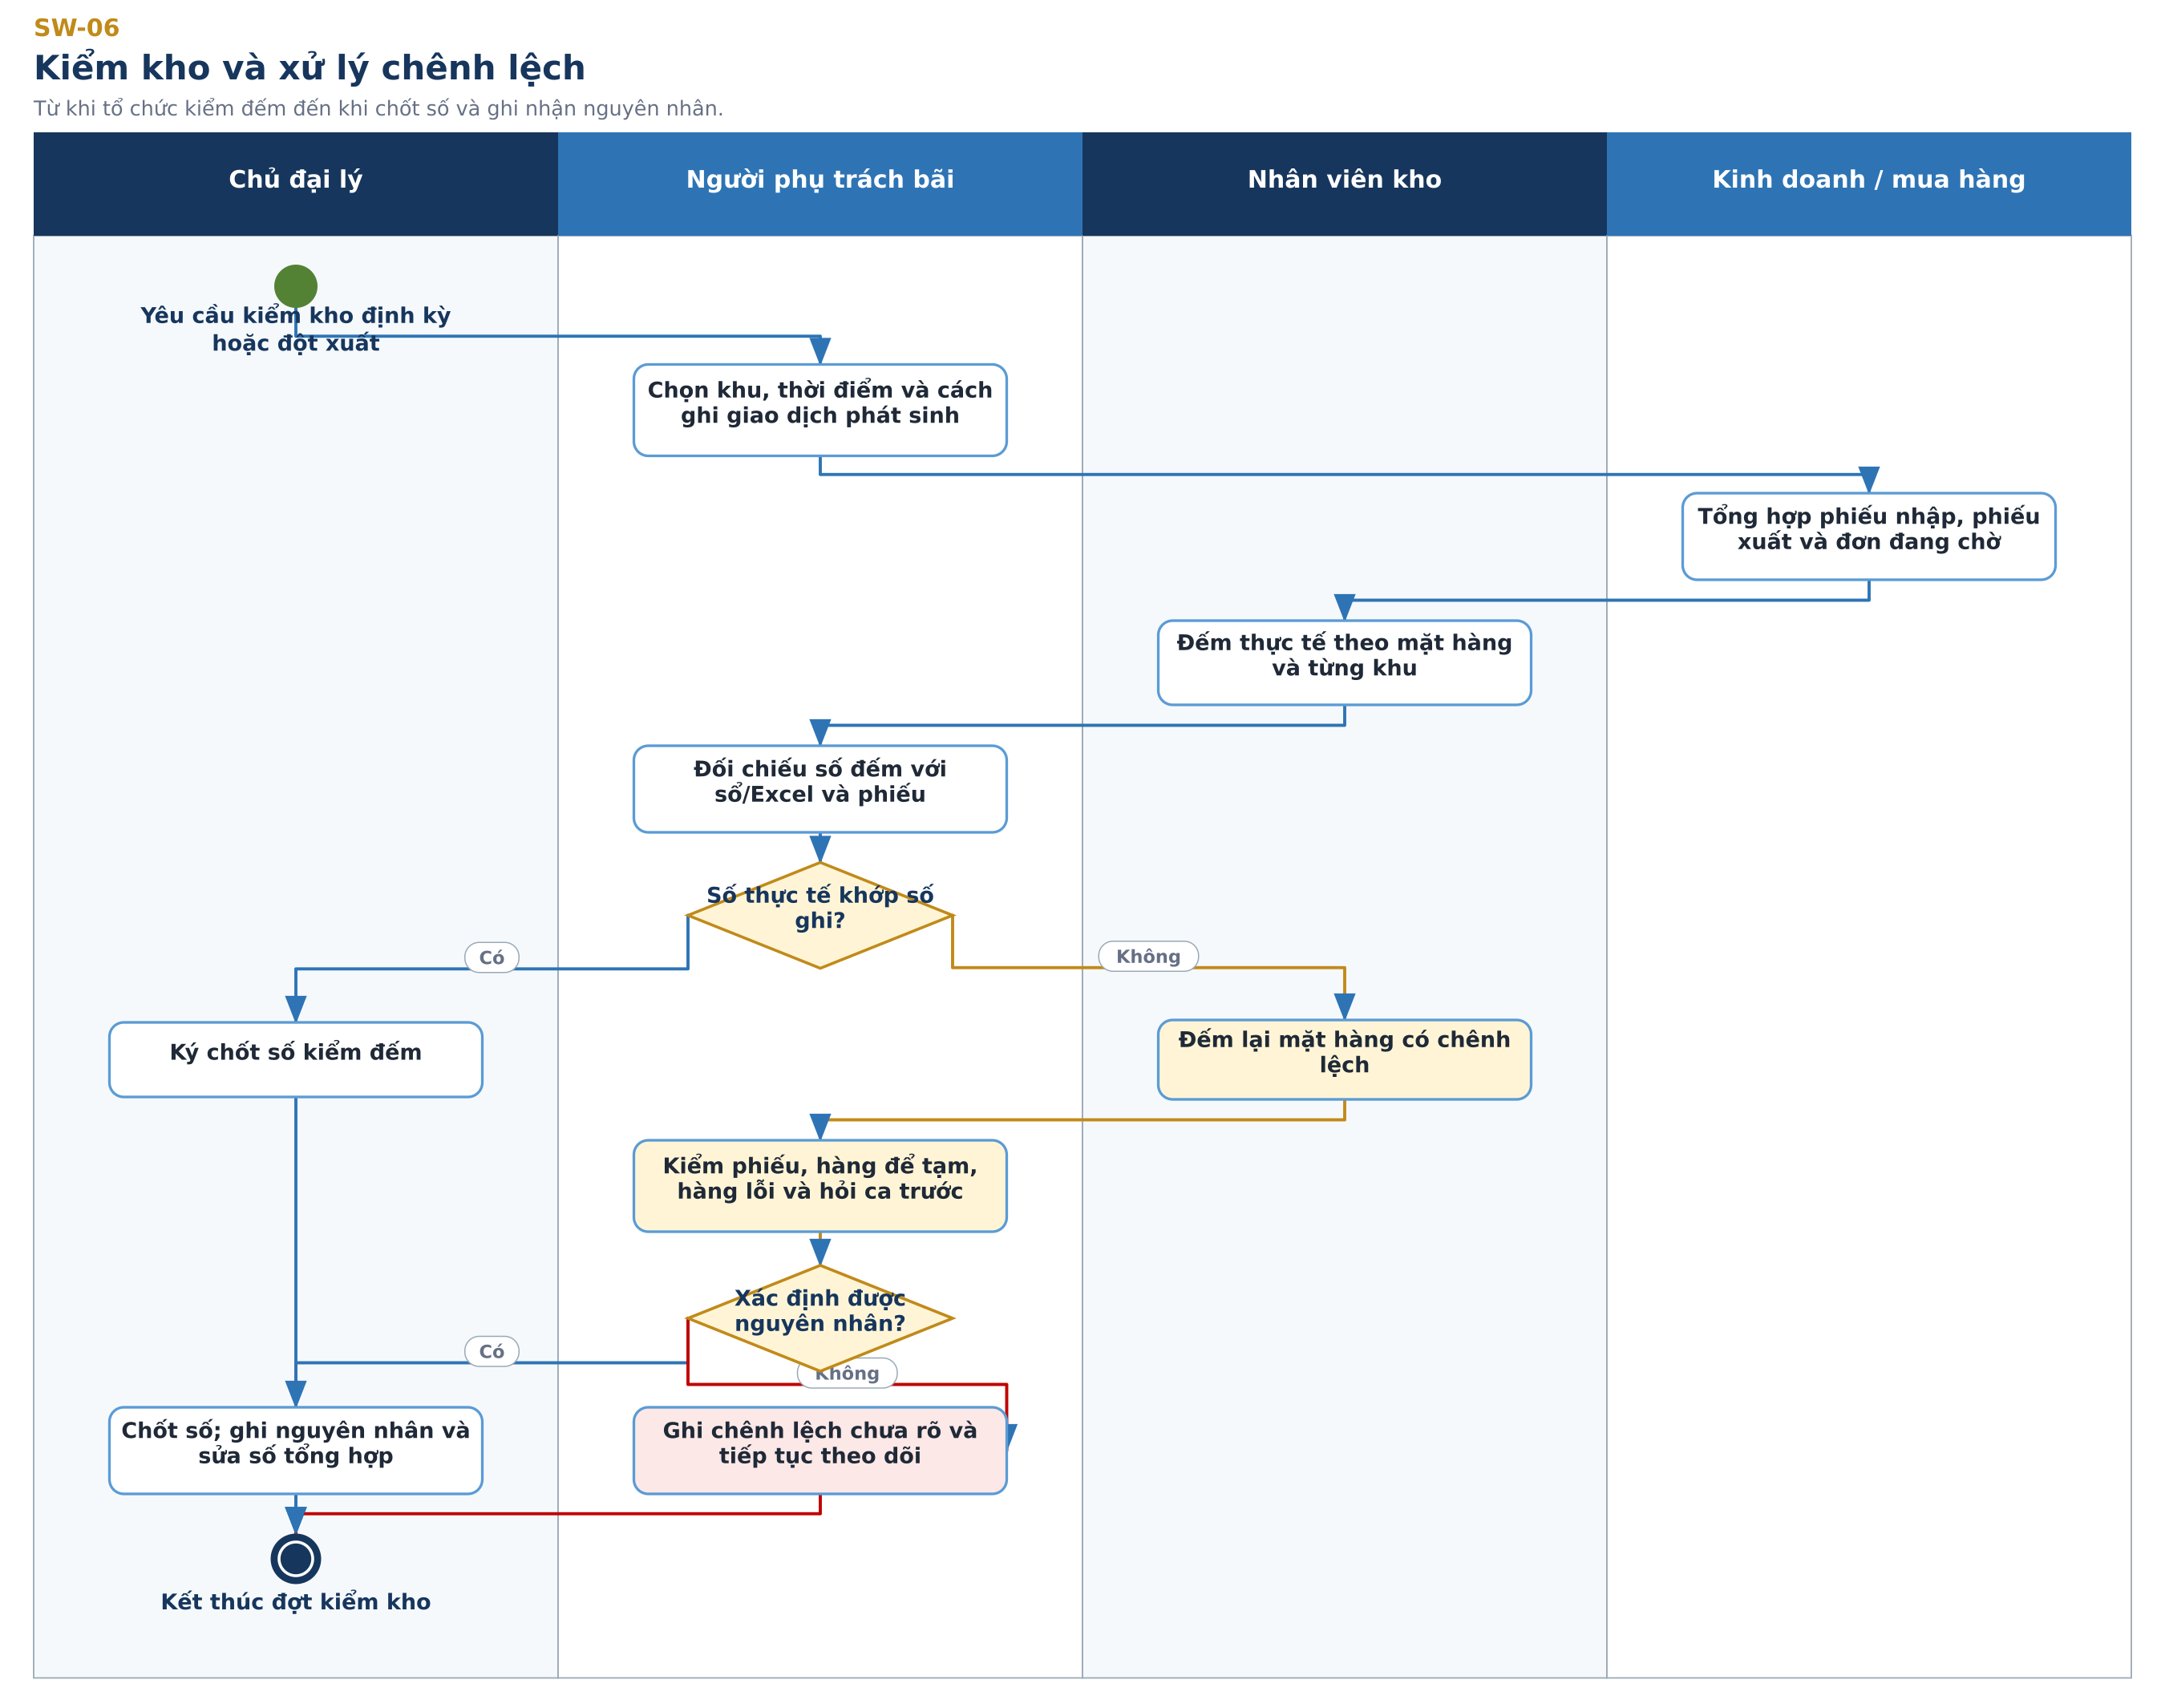 SW-06
Kiểm kho và xử lý chênh lệch
Từ khi tổ chức kiểm đếm đến khi chốt số và ghi nhận nguyên nhân.
Chủ đại lý
Người phụ trách bãi
Nhân viên kho
Kinh doanh / mua hàng
Yêu cầu kiểm kho định kỳ
hoặc đột xuất
Chọn khu, thời điểm và cách
ghi giao dịch phát sinh
Tổng hợp phiếu nhập, phiếu
xuất và đơn đang chờ
Đếm thực tế theo mặt hàng
và từng khu
Đối chiếu số đếm với
sổ/Excel và phiếu
Số thực tế khớp số
ghi?
Có
Không
Ký chốt số kiểm đếm
Đếm lại mặt hàng có chênh
lệch
Kiểm phiếu, hàng để tạm,
hàng lỗi và hỏi ca trước
Xác định được
nguyên nhân?
Có
Không
Chốt số; ghi nguyên nhân và
sửa số tổng hợp
Ghi chênh lệch chưa rõ và
tiếp tục theo dõi
Kết thúc đợt kiểm kho